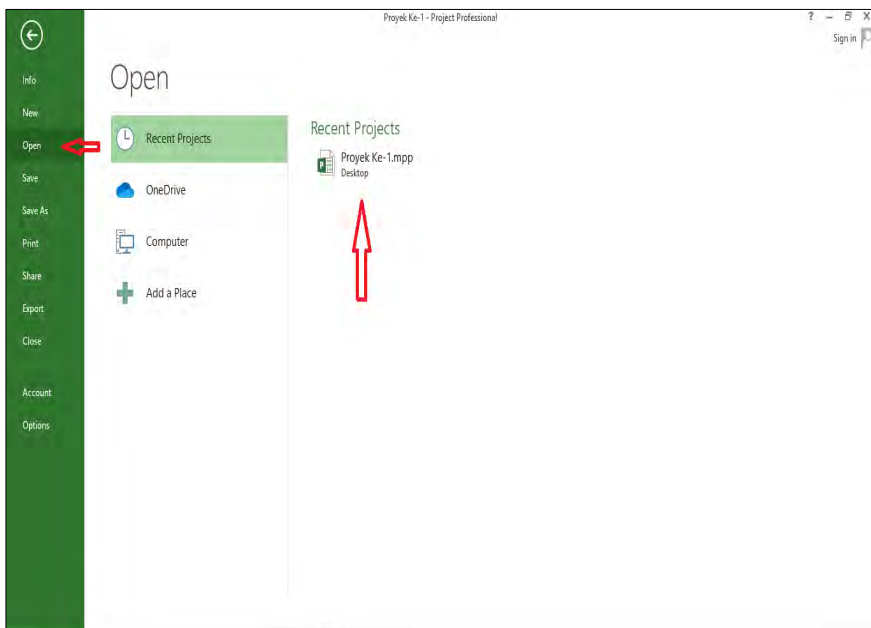 Proyek Ke-1 - Project Professional
?
Sign in
Info
New
Open
Save
Save As
Print
Share
Export
Close
Account
Options
Open
Recent Projects
OneDrive
Computer
Add a Place
Recent Projects
Proyek Ke-1.mpp
Desktop